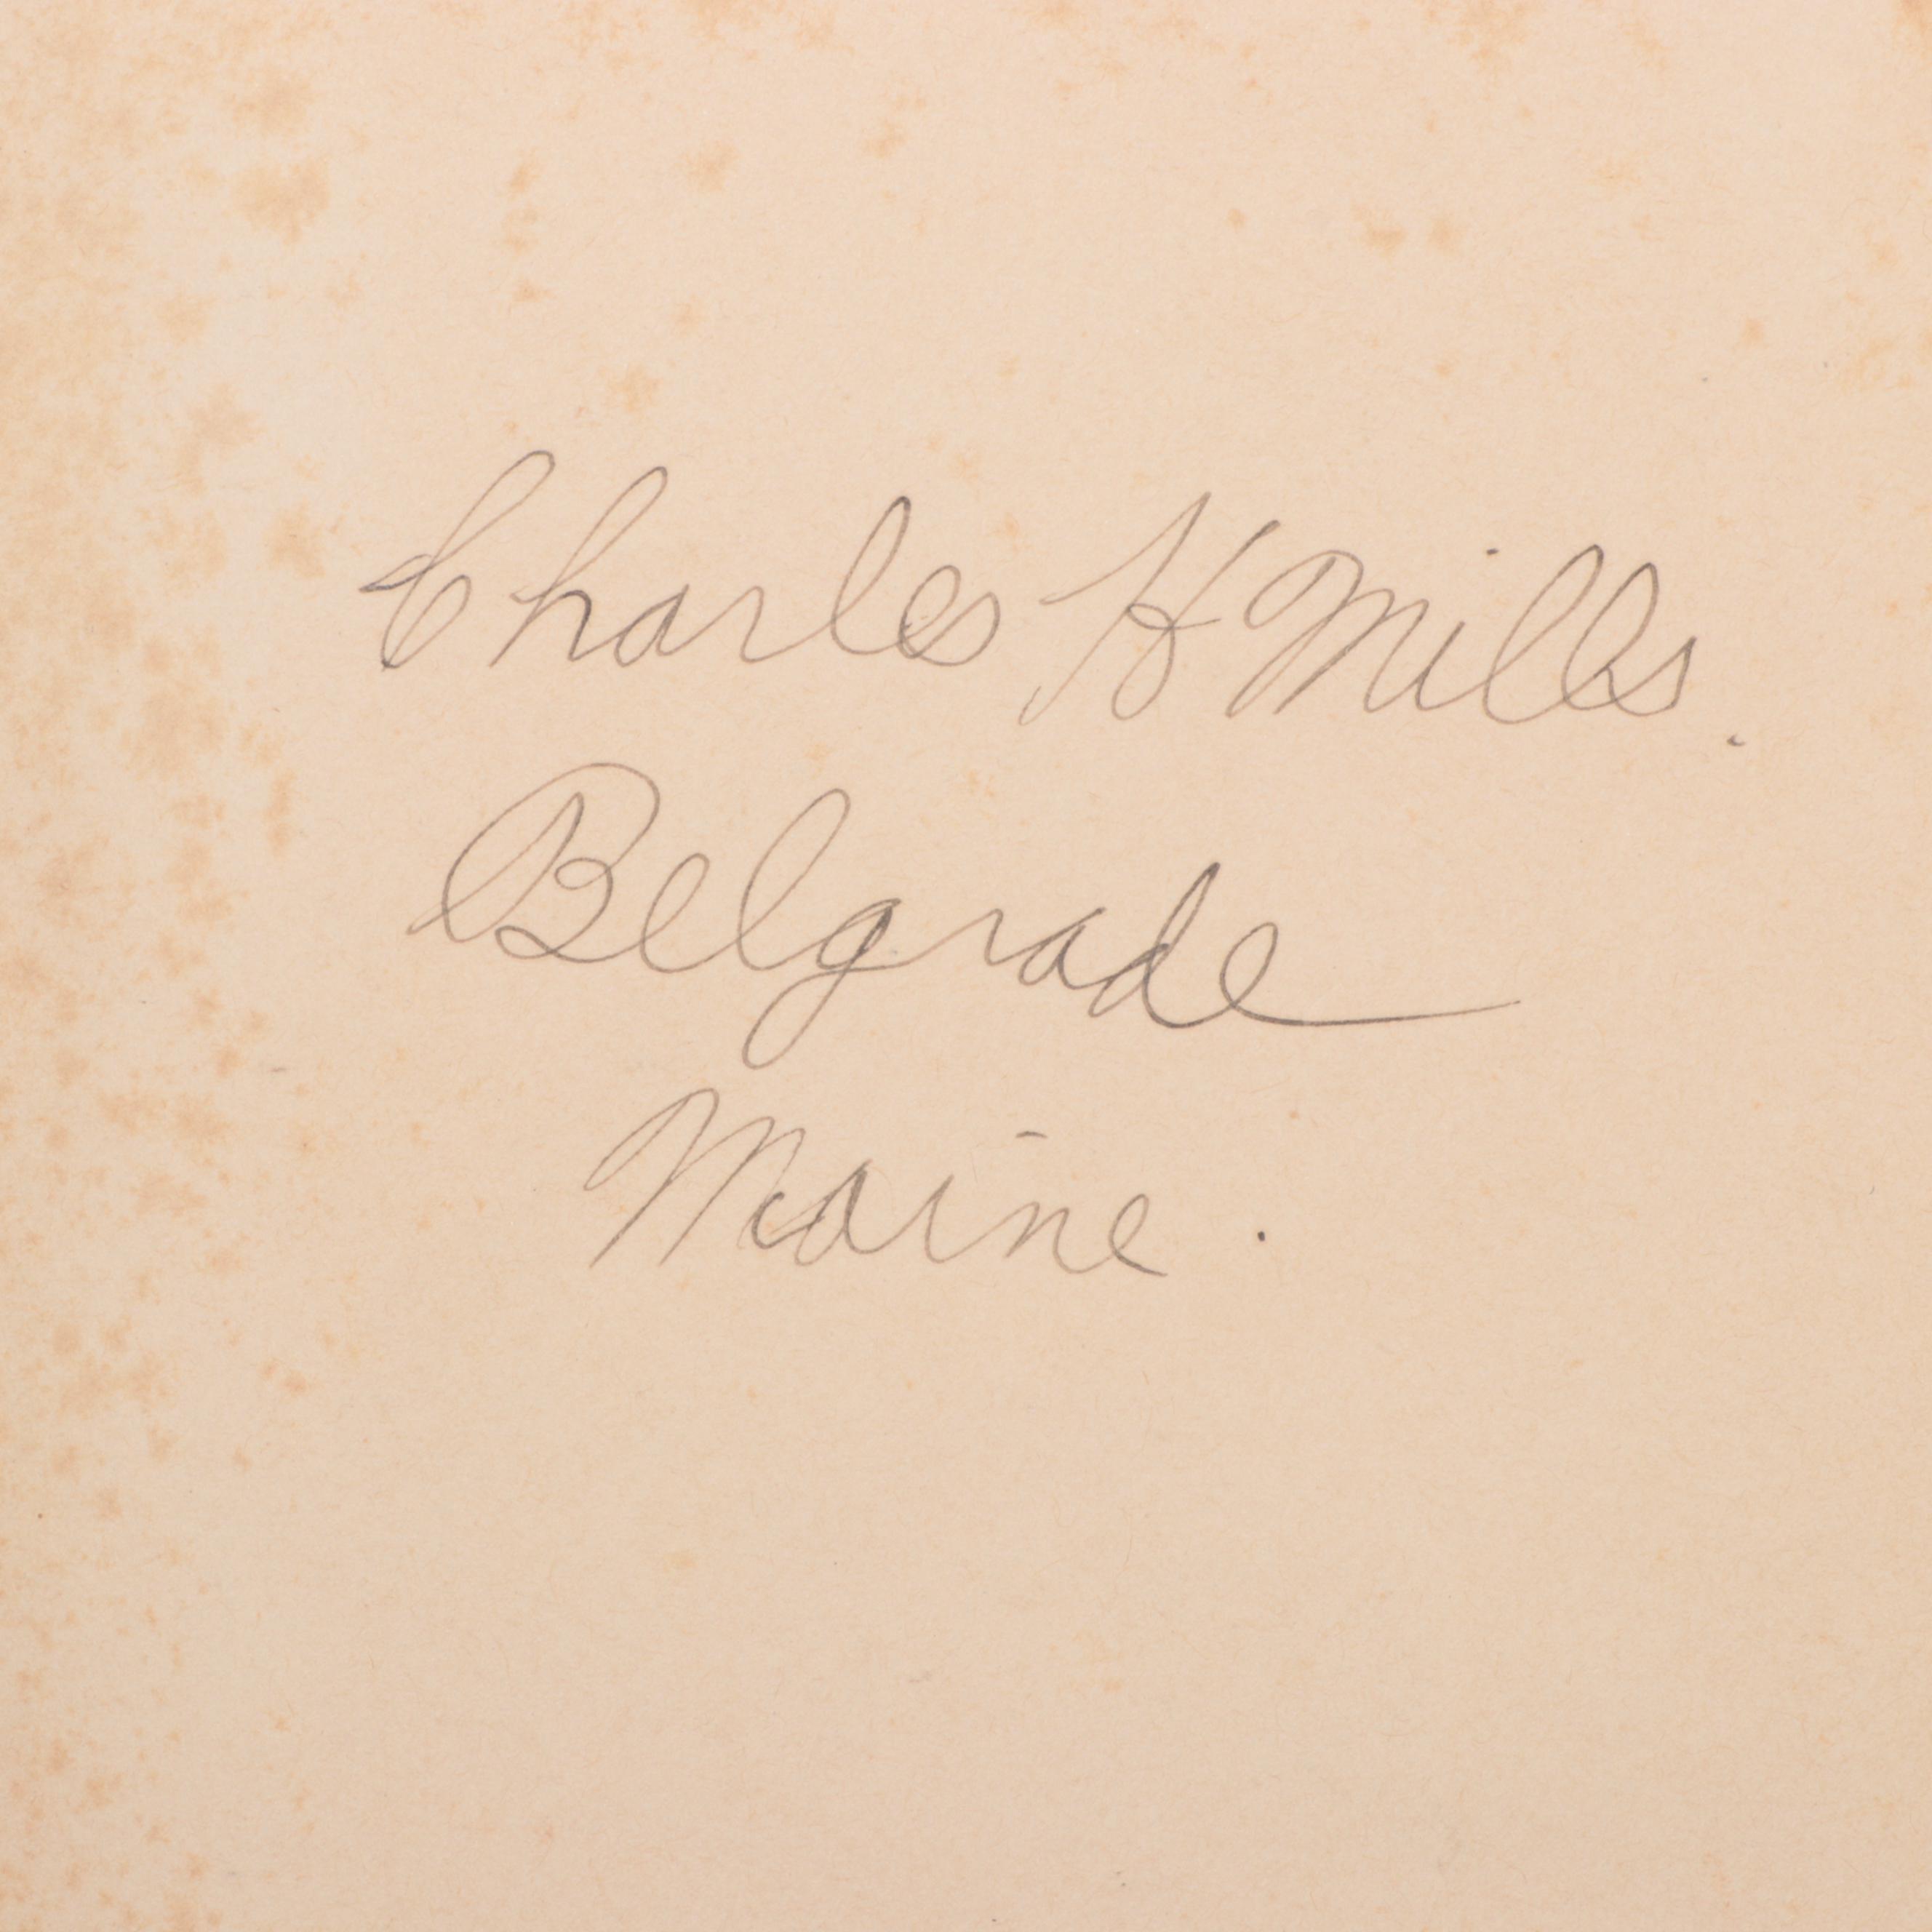 Charles H Mills.
Belgrade
Maine.